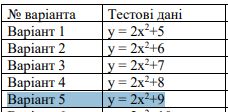 № варіанта Тестові дані
Варіант 1 y = 2x²+5
Варіант 2 y = 2x²+6
Варіант 3 y = 2x²+7
Варіант 4 y = 2x²+8
Варіант 5 y = 2x²+9